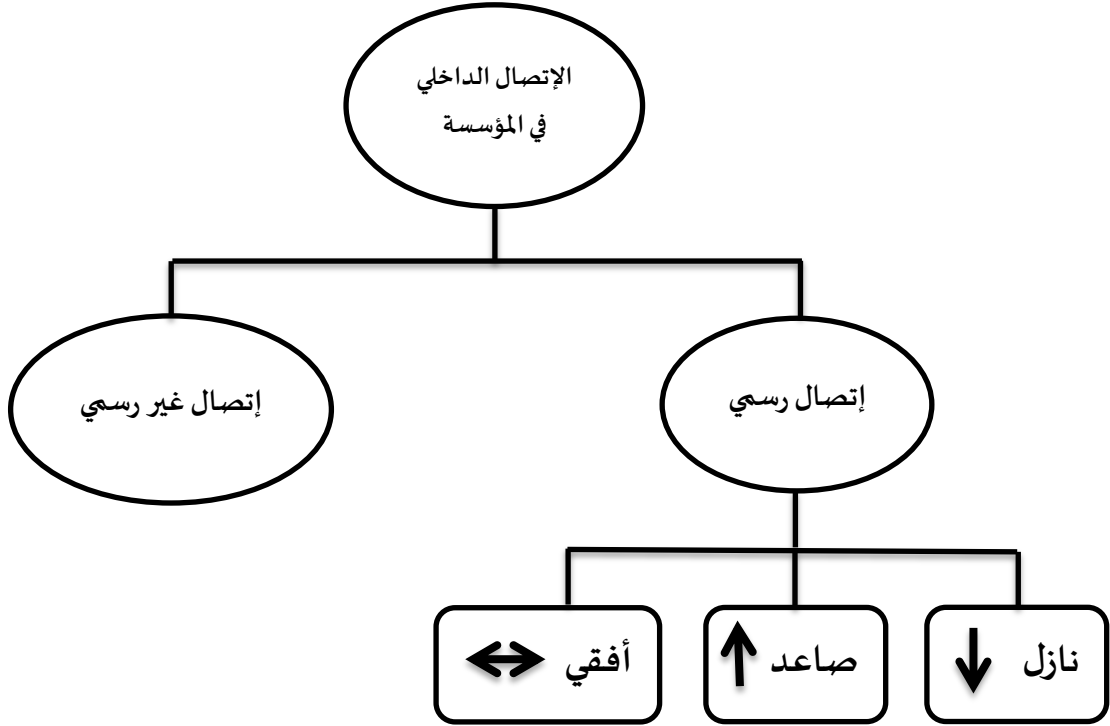 الإتصال الداخلي
في المؤسسة
إتصال رسمي
إتصال غير رسمي
نازل
صاعد
أفقي